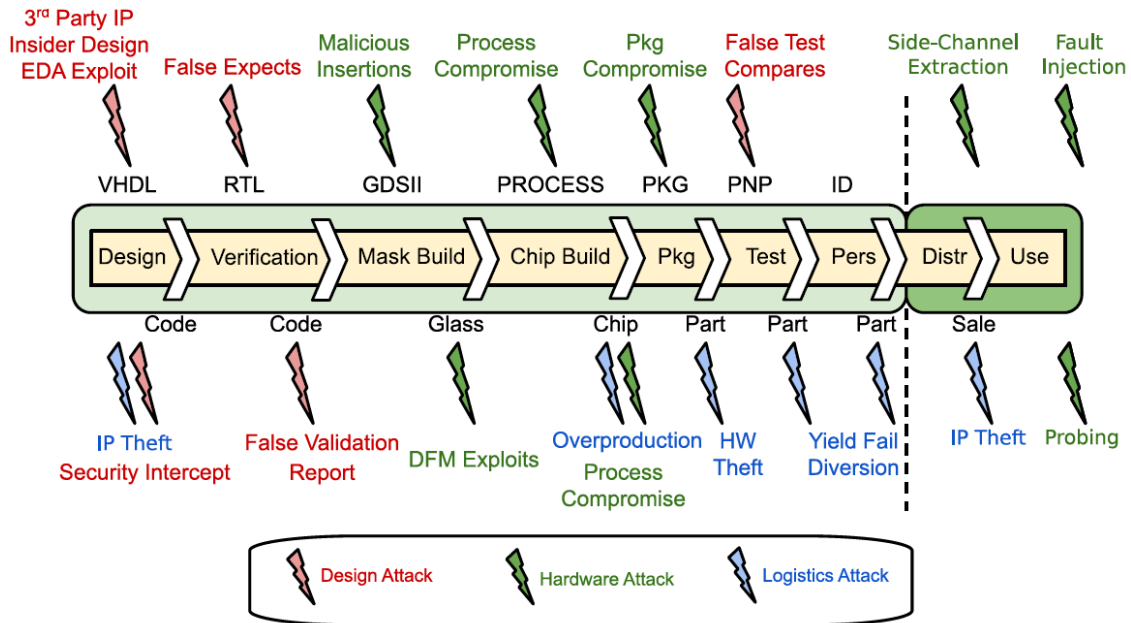 3rd Party IP
Insider Design
EDA Exploit
False Expects
Malicious
Insertions
Process
Compromise
Pkg
Compromise
False Test
Compares
Side-Channel
Extraction
Fault
Injection
VHDL
RTL
GDSII
PROCESS
PKG
PNP
ID
Design
Verification
Mask Build
Chip Build
Pkg
Test
Pers
Distr
Use
Code
Code
Glass
Chip
Part
Part
Part
Sale
IP Theft
Security Intercept
False Validation
Report
DFM Exploits
Overproduction
Process
Compromise
HW
Theft
Yield Fail
Diversion
IP Theft
Probing
Design Attack
Hardware Attack
Logistics Attack